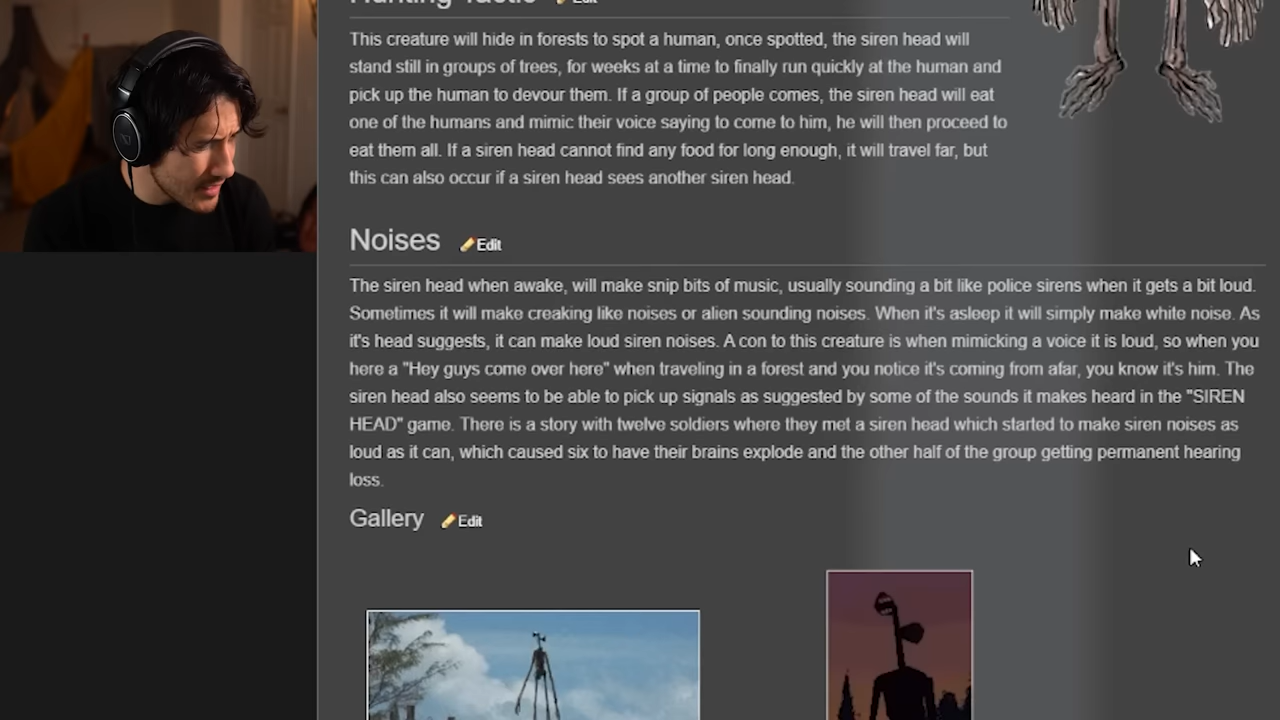 Hunting Tactic Edit
This creature will hide in forests to spot a human, once spotted, the siren head will
stand still in groups of trees, for weeks at a time to finally run quickly at the human and
pick up the human to devour them. If a group of people comes, the siren head will eat
one of the humans and mimic their voice saying to come to him, he will then proceed to
eat them all. If a siren head cannot find any food for long enough, it will travel far, but
this can also occur if a siren head sees another siren head.
Noises Edit
The siren head when awake, will make snip bits of music, usually sounding a bit like police sirens when it gets a bit loud.
Sometimes it will make creaking like noises or alien sounding noises. When it's asleep it will simply make white noise. As
it's head suggests, it can make loud siren noises. A con to this creature is when mimicking a voice it is loud, so when you
here a "Hey guys come over here" when traveling in a forest and you notice it's coming from afar, you know it's him. The
siren head also seems to be able to pick up signals as suggested by some of the sounds it makes heard in the "SIREN
HEAD" game. There is a story with twelve soldiers where they met a siren head which started to make siren noises as
loud as it can, which caused six to have their brains explode and the other half of the group getting permanent hearing
loss.
Gallery Edit